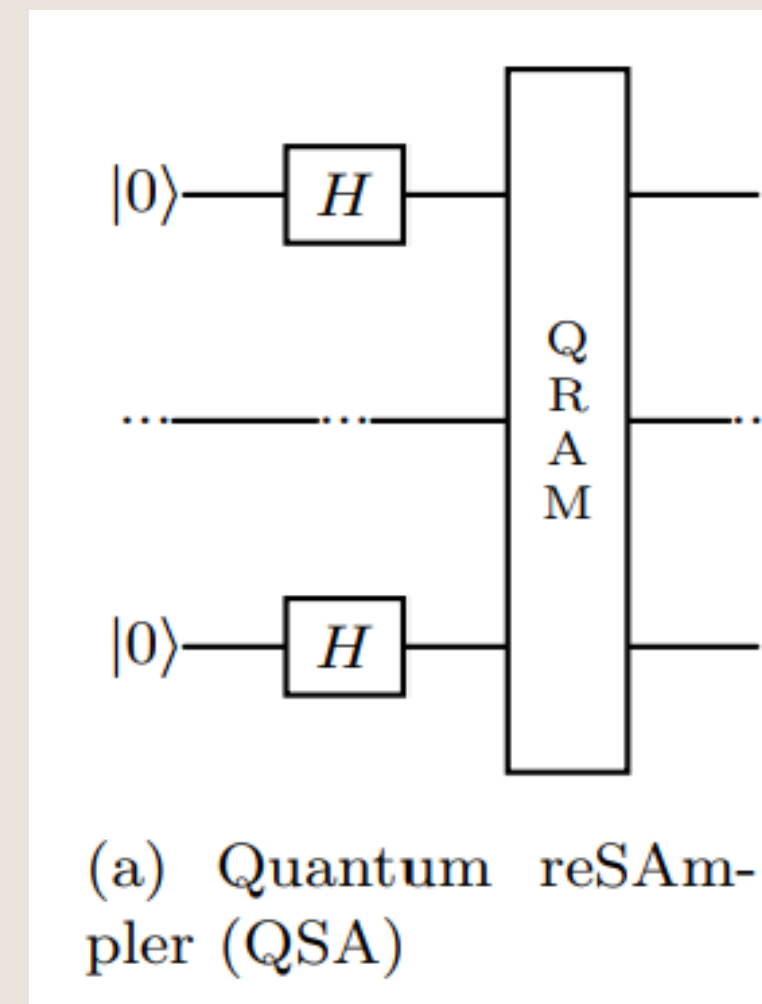 |0⟩ H
Q
R
A
M
... ... ..
|0⟩ H
(a) Quantum reSAm-
pler (QSA)